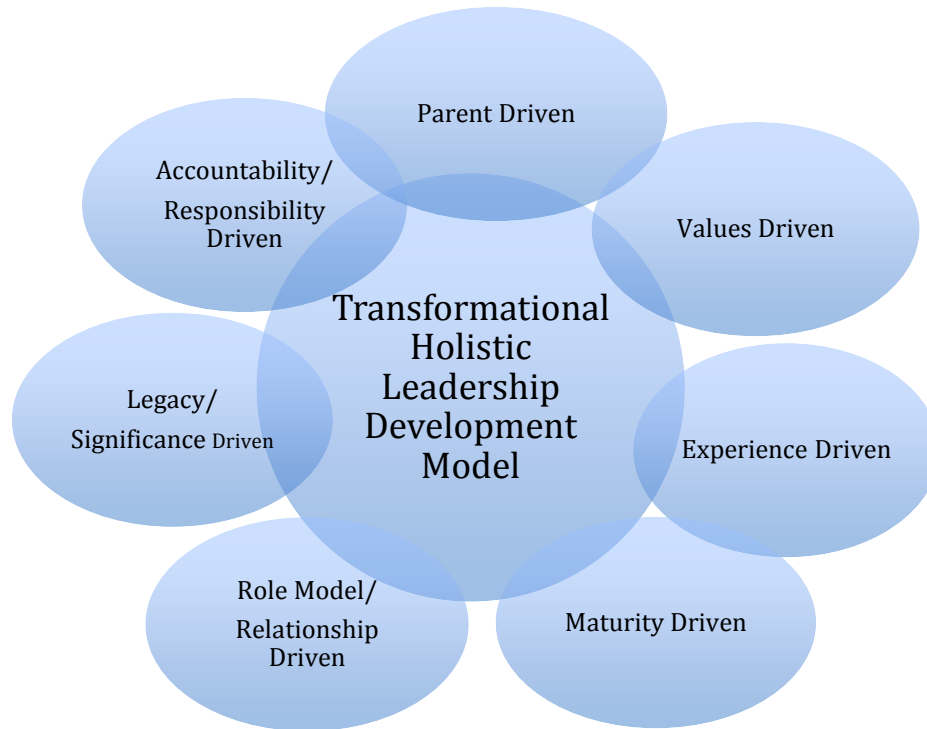 Parent Driven
Accountability/
Responsibility
Driven
Values Driven
Transformational
Holistic
Leadership
Development
Model
Legacy/
Significance Driven
Experience Driven
Role Model/
Relationship
Driven
Maturity Driven